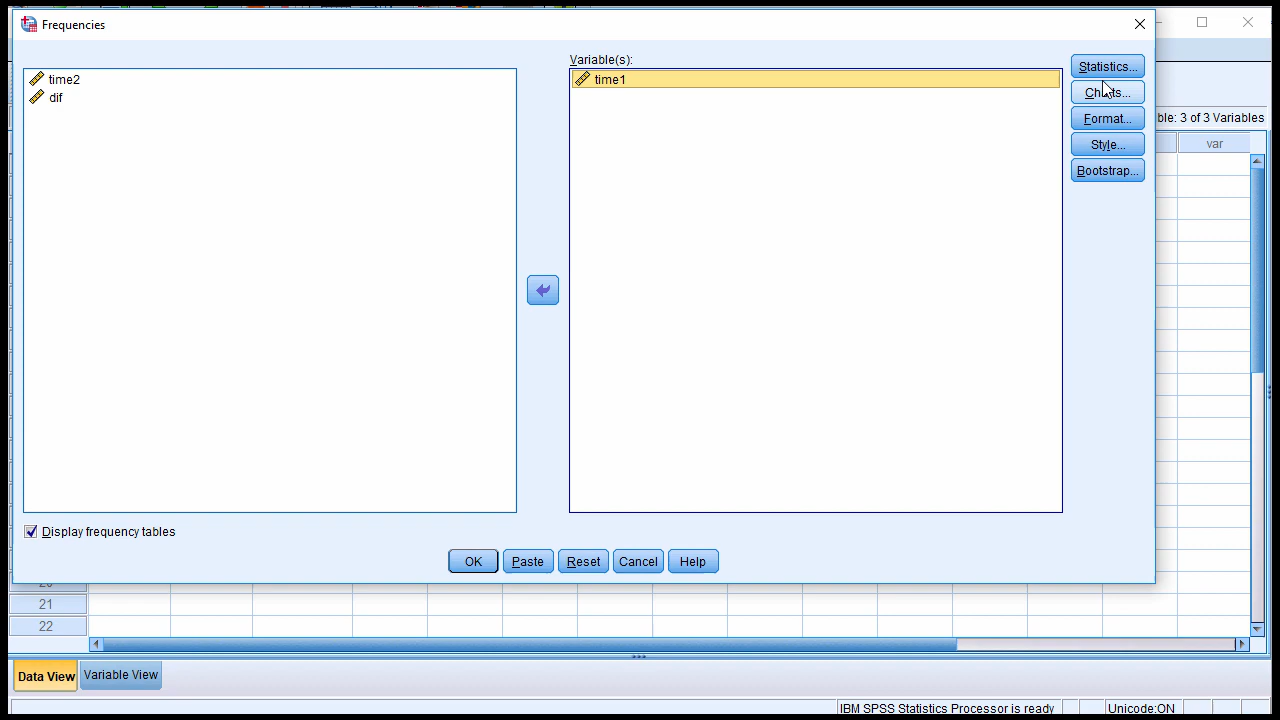 Frequencies
Variable(s):
time2
dif
time1
Statistics...
Format...
Style...
Bootstrap...
ble: 3 of 3 Variables
var
Display frequency tables
OK
Paste
Reset
Cancel
Help
21
22
Data View
Variable View
IBM SPSS Statistics Processor is ready
Unicode:ON